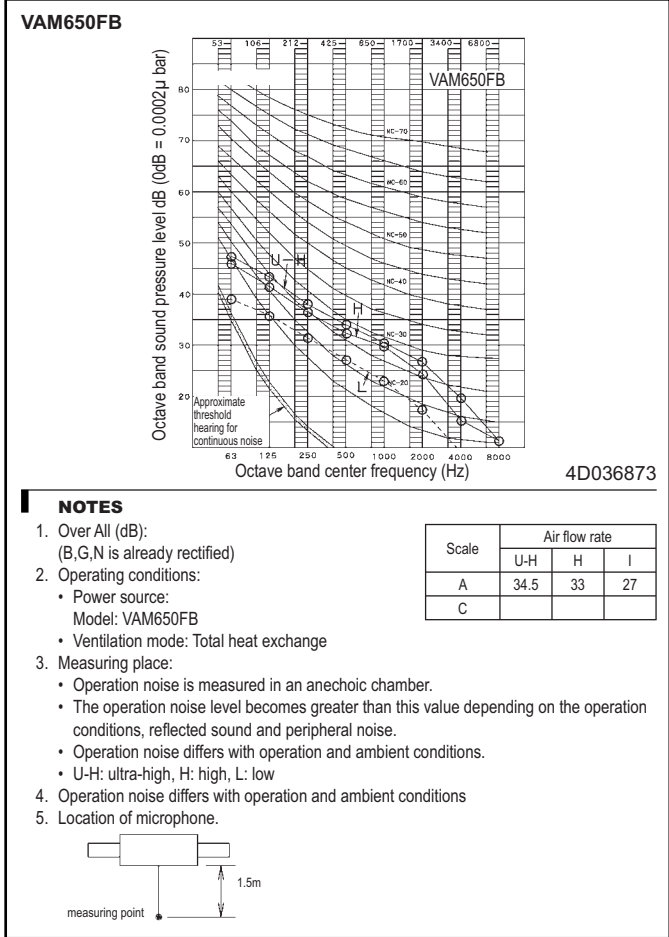 VAM650FB
53 106 212 425 850 1700 3400 6800
VAM650FB
Octave band sound pressure level dB (0dB = 0.0002μ bar)
80
70
60
50
40
30
20
NC-70
NC-60
NC-50
NC-40
NC-30
NC-20
U-H
H
L
Approximate
threshold
hearing for
continuous noise
63 125 250 500 1000 2000 4000 8000
Octave band center frequency (Hz)
4D036873
NOTES
1. Over All (dB):
(B,G,N is already rectified)
Scale Air flow rate
U-H H I
A 34.5 33 27
C
2. Operating conditions:
• Power source:
Model: VAM650FB
• Ventilation mode: Total heat exchange
3. Measuring place:
• Operation noise is measured in an anechoic chamber.
• The operation noise level becomes greater than this value depending on the operation
conditions, reflected sound and peripheral noise.
• Operation noise differs with operation and ambient conditions.
• U-H: ultra-high, H: high, L: low
4. Operation noise differs with operation and ambient conditions
5. Location of microphone.
1.5m
measuring point